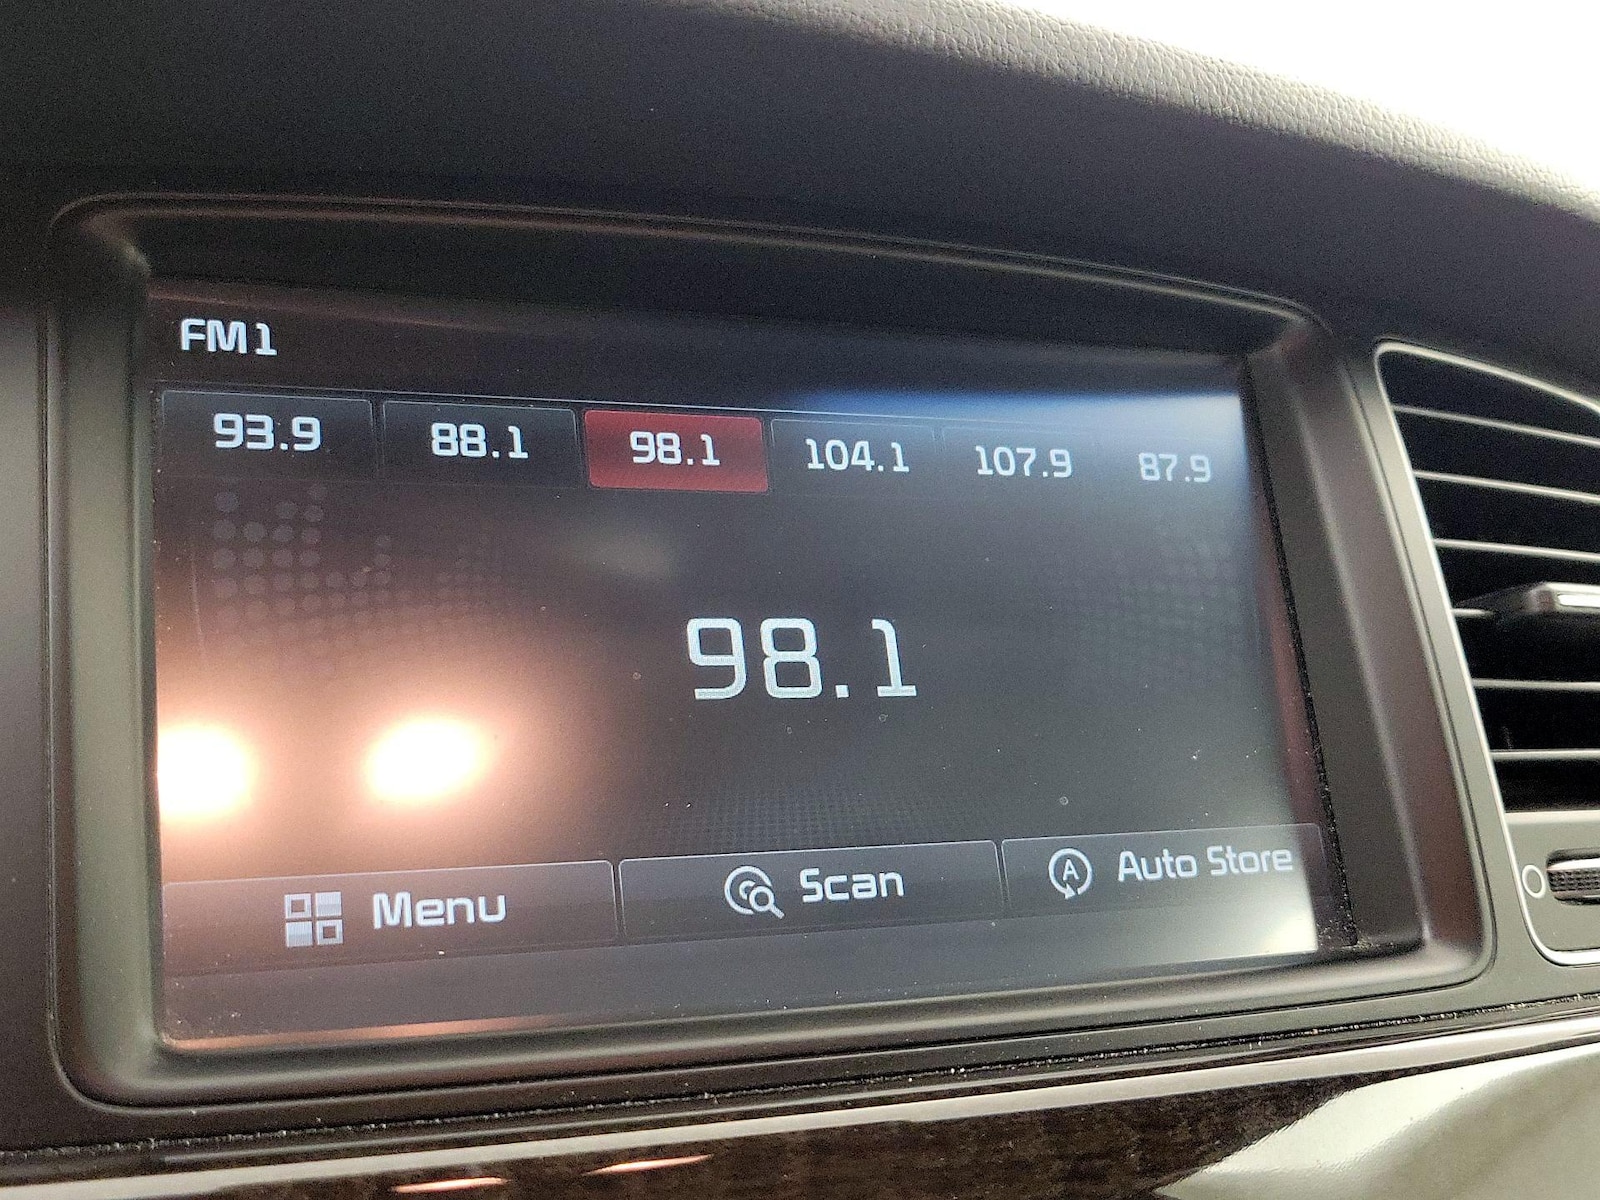 FM1
93.9 88.1 98.1 104.1 107.9 87.9
98.1
Menu Scan A Auto Store